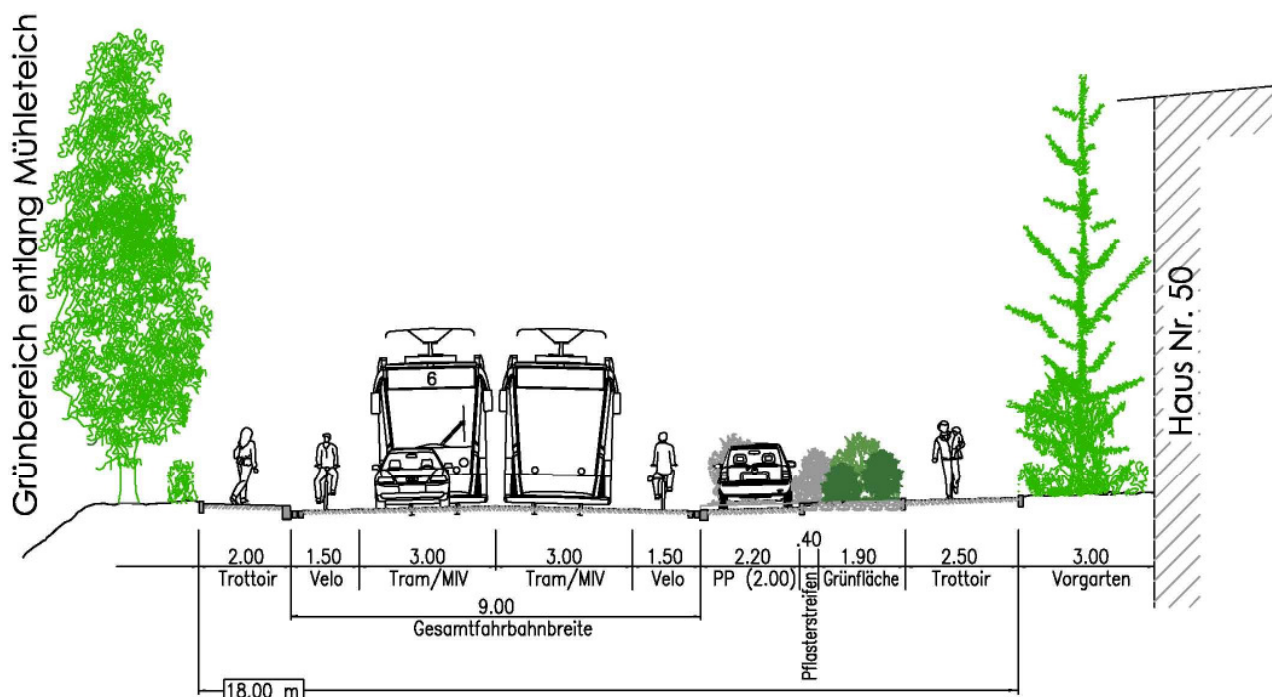 Grünbereich entlang Mühleteich
6
Haus Nr. 50
2.00 1.50 3.00 3.00 1.50 2.20 .40 1.90 2.50 3.00
Trottoir Velo Tram/MIV Tram/MIV Velo PP (2.00) Pflasterstreifen Grünfläche Trottoir Vorgarten
9.00
Gesamtfahrbahnbreite
18.00 m